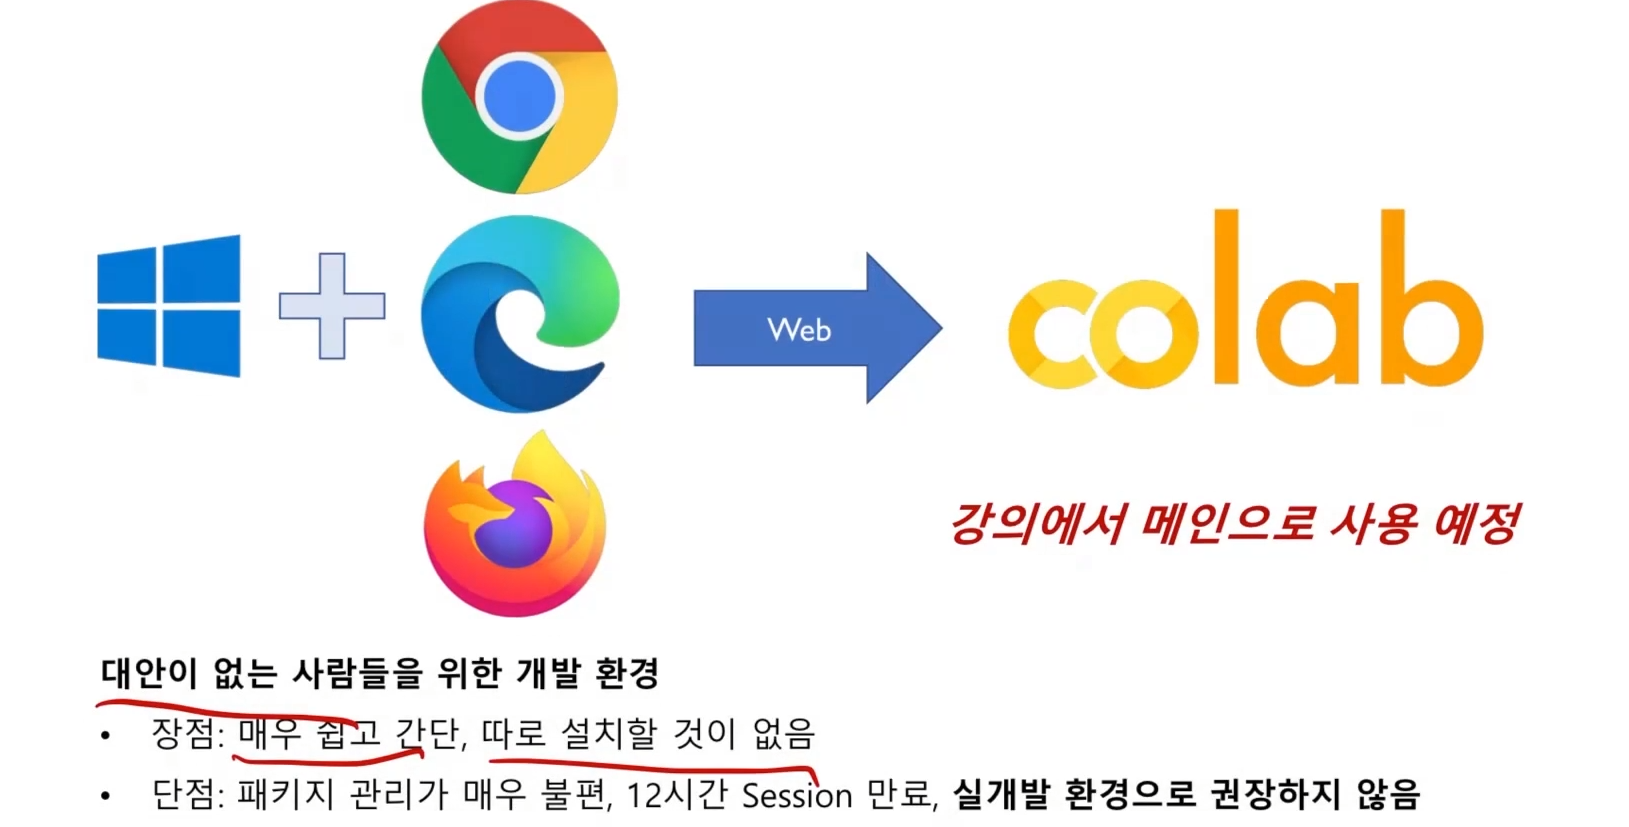 Web
colab
강의에서 메인으로 사용 예정
대안이 없는 사람들을 위한 개발 환경
• 장점: 매우 쉽고 간단, 따로 설치할 것이 없음
• 단점: 패키지 관리가 매우 불편, 12시간 Session 만료, 실개발 환경으로 권장하지 않음